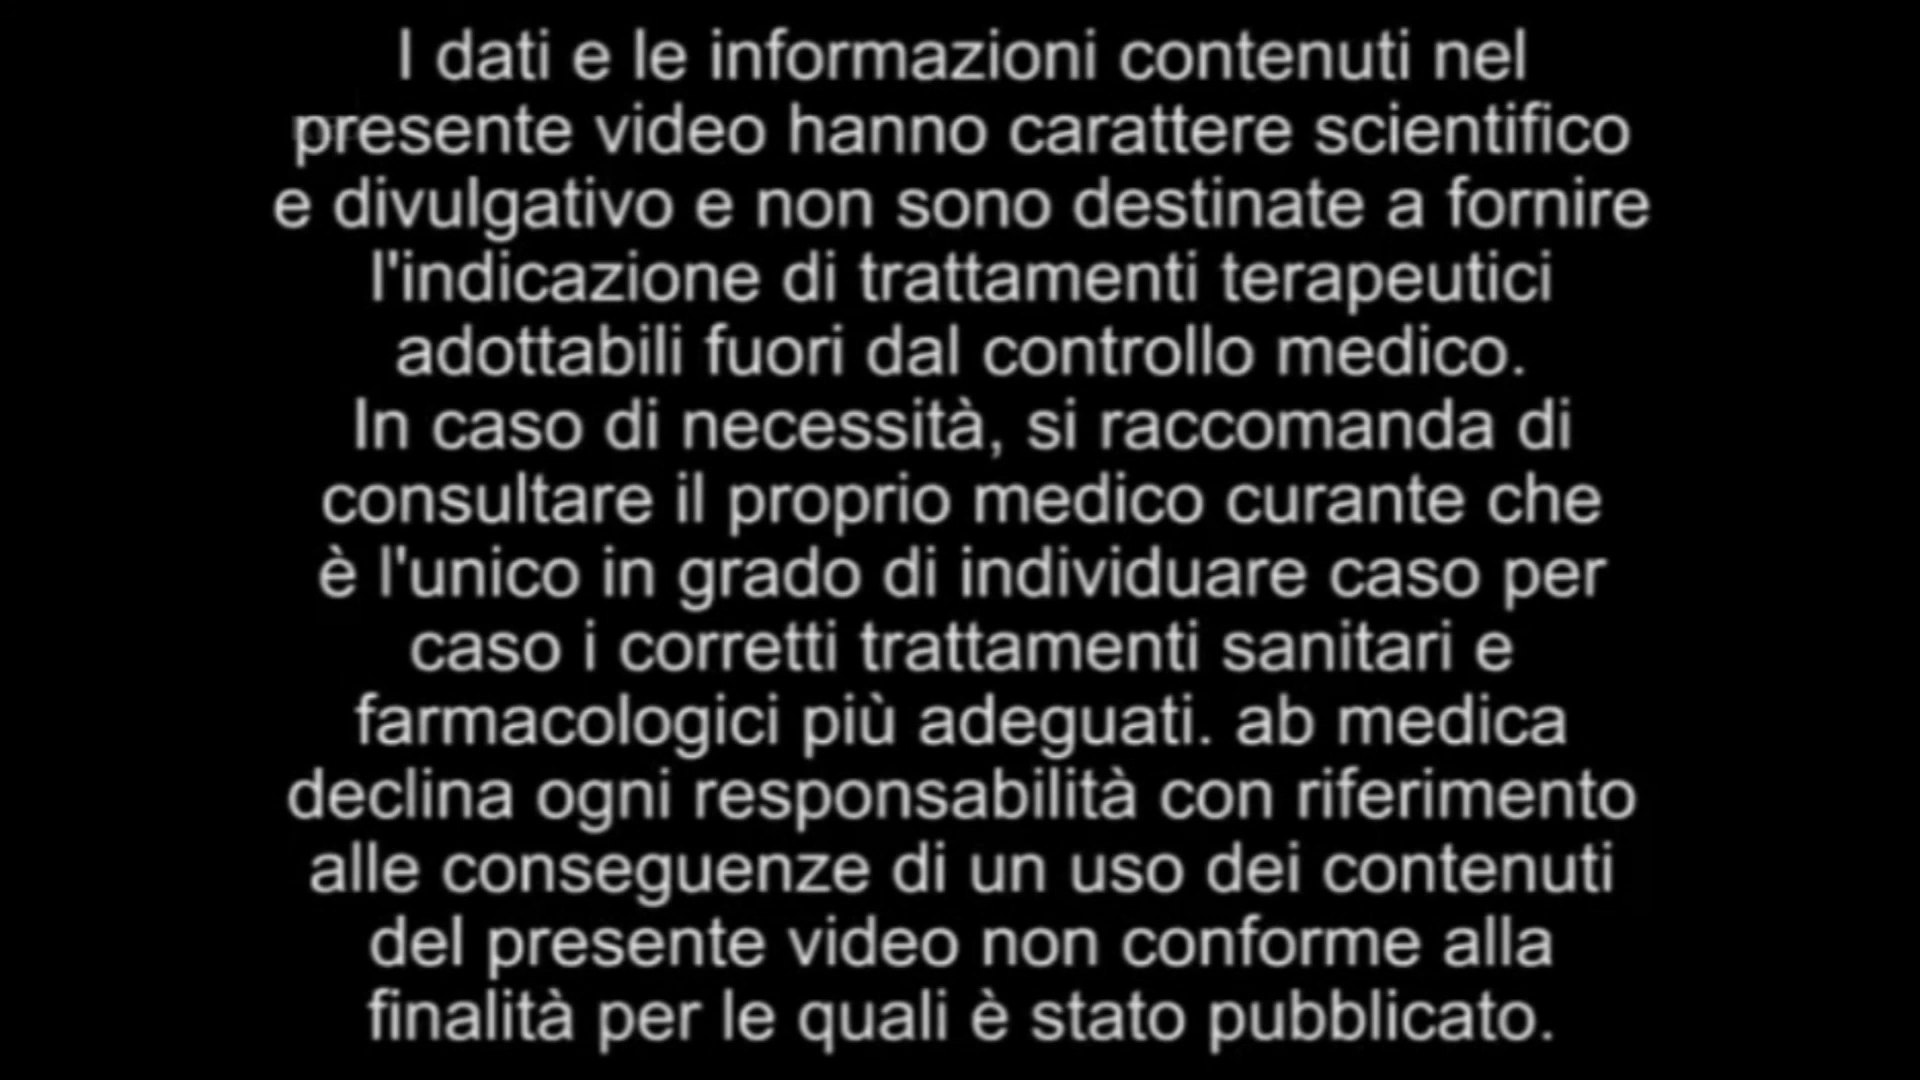 I dati e le informazioni contenuti nel
presente video hanno carattere scientifico
e divulgativo e non sono destinate a fornire
l'indicazione di trattamenti terapeutici
adottabili fuori dal controllo medico.
In caso di necessità, si raccomanda di
consultare il proprio medico curante che
è l'unico in grado di individuare caso per
caso i corretti trattamenti sanitari e
farmacologici più adeguati. ab medica
declina ogni responsabilità con riferimento
alle conseguenze di un uso dei contenuti
del presente video non conforme alla
finalità per le quali è stato pubblicato.